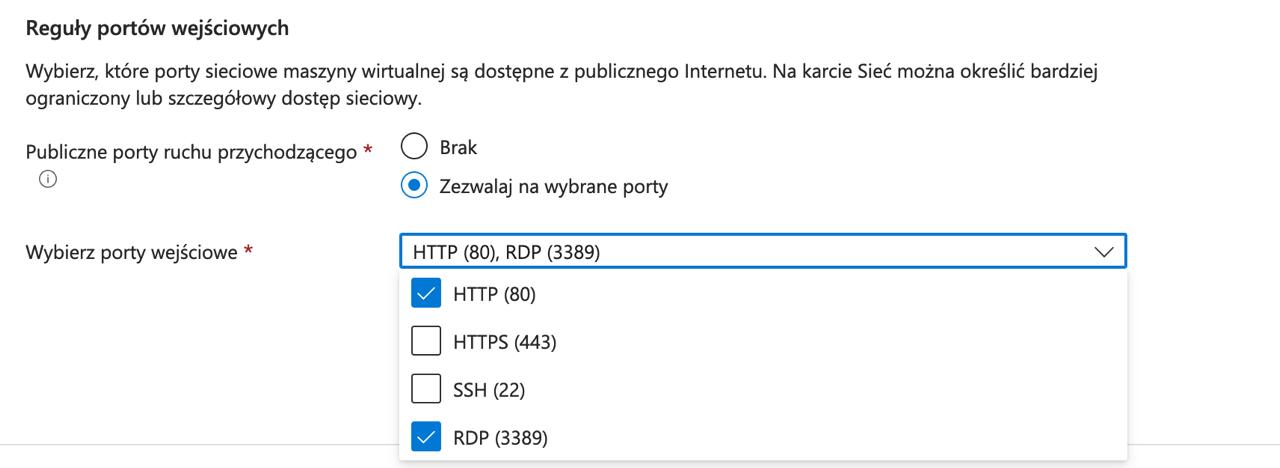 Reguły portów wejściowych
Wybierz, które porty sieciowe maszyny wirtualnej są dostępne z publicznego Internetu. Na karcie Sieć można określić bardziej
ograniczony lub szczegółowy dostęp sieciowy.
Publiczne porty ruchu przychodzącego *
Brak
Zezwalaj na wybrane porty
Wybierz porty wejściowe *
HTTP (80), RDP (3389)
HTTP (80)
HTTPS (443)
SSH (22)
RDP (3389)